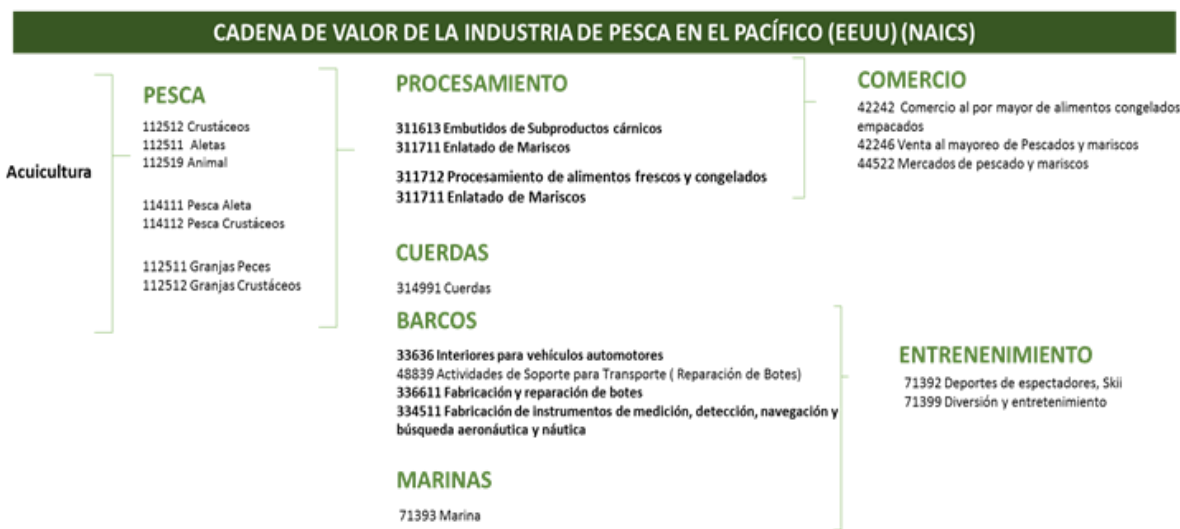 CADENA DE VALOR DE LA INDUSTRIA DE PESCA EN EL PACÍFICO (EEUU) (NAICS)
Acuicultura
PESCA
112512 Crustáceos
112511 Aletas
112519 Animal
114111 Pesca Aleta
114112 Pesca Crustáceos
112511 Granjas Peces
112512 Granjas Crustáceos
PROCESAMIENTO
311613 Embutidos de Subproductos cárnicos
311711 Enlatado de Mariscos
311712 Procesamiento de alimentos frescos y congelados
311711 Enlatado de Mariscos
CUERDAS
314991 Cuerdas
BARCOS
33636 Interiores para vehículos automotores
48839 Actividades de Soporte para Transporte ( Reparación de Botes)
336611 Fabricación y reparación de botes
334511 Fabricación de instrumentos de medición, detección, navegación y
búsqueda aeronáutica y náutica
MARINAS
71393 Marina
COMERCIO
42242 Comercio al por mayor de alimentos congelados
empacados
42246 Venta al mayoreo de Pescados y mariscos
44522 Mercados de pescado y mariscos
ENTRENENIMIENTO
71392 Deportes de espectadores, Skii
71399 Diversión y entretenimiento